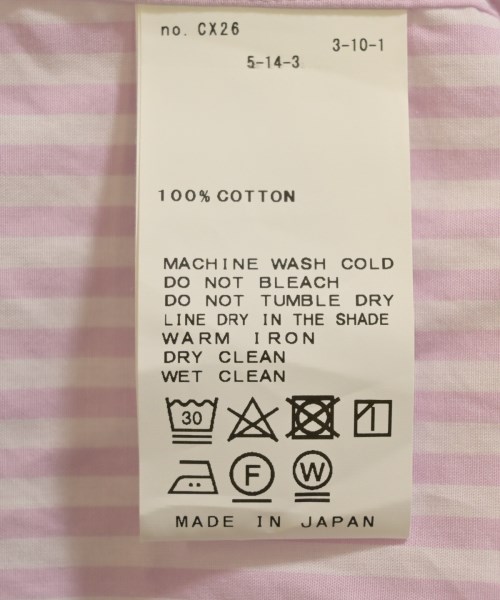 no. CX26
3-10-1
5-14-3
100% COTTON
MACHINE WASH COLD
DO NOT BLEACH
DO NOT TUMBLE DRY
LINE DRY IN THE SHADE
WARM IRON
DRY CLEAN
WET CLEAN
30
F W
MADE IN JAPAN